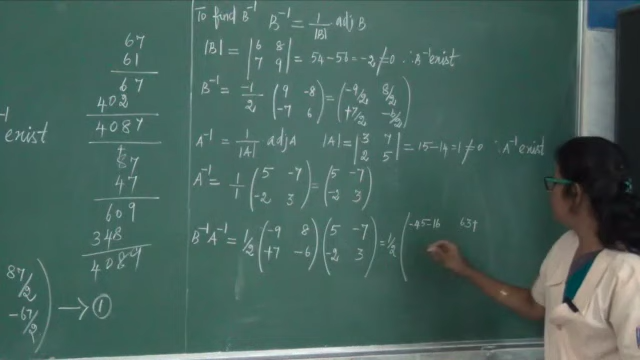 67
61
67
402
4087
87
47
609
348
4089
exist
87/2
-67/2 ) → ①
To find B⁻¹ B⁻¹ = 1/|B| adj B
|B| = |6 8; 7 9| = 54-56 = -2 ≠ 0 ∴ B⁻¹ exist
B⁻¹ = -1/2 (9 -8; -7 6) = (-9/2 8/2; +7/2 -6/2)
A⁻¹ = 1/|A| adj A |A| = |3 7; 2 5| = 15-14 = 1 ≠ 0 ∴ A⁻¹ exist
A⁻¹ = 1/1 (5 -7; -2 3) = (5 -7; -2 3)
B⁻¹A⁻¹ = 1/2 (-9 8; +7 -6) (5 -7; -2 3) = 1/2 ( -45-16 63+